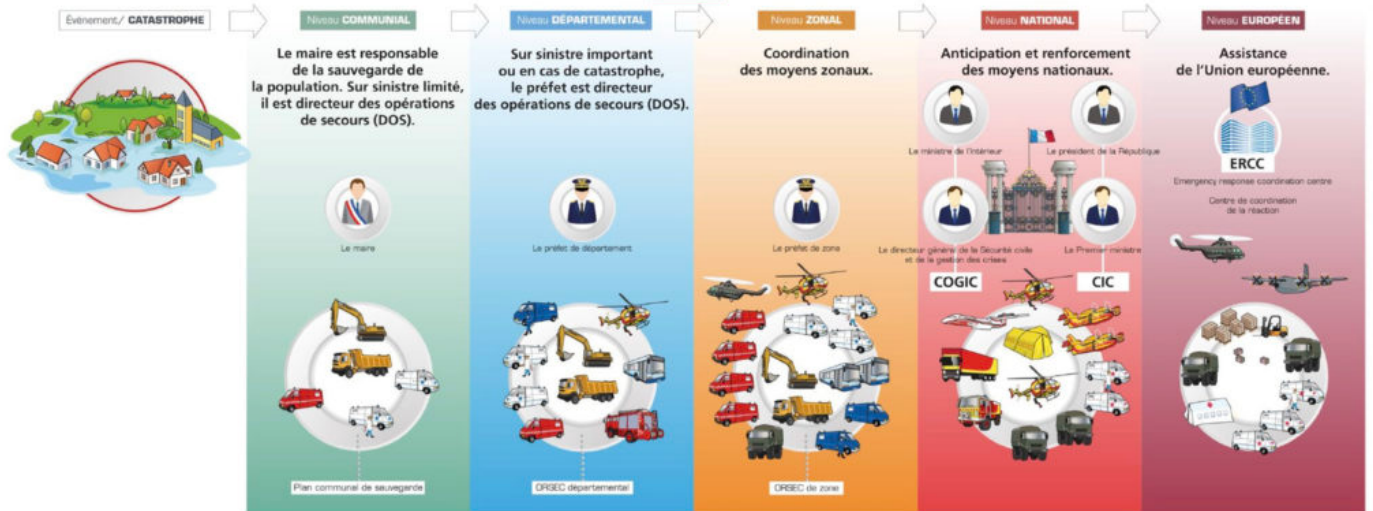 Événement/ CATASTROPHE
Niveau COMMUNIAL
Niveau DÉPARTEMENTAL
Niveau ZONAL
Niveau NATIONAL
Niveau EUROPÉEN
Le maire est responsable
de la sauvegarde de
la population. Sur sinistre limité,
il est directeur des opérations
de secours (DOS).
Le maire
Plan communal de sauvegarde
Sur sinistre important
ou en cas de catastrophe,
le préfet est directeur
des opérations de secours (DOS).
Le préfet de département
ORSEC départemental
Coordination
des moyens zonaux.
Le préfet de zone
ORSEC de zone
Anticipation et renforcement
des moyens nationaux.
Le ministre de l'Intérieur
Le président de la République
Le directeur général de la Sécurité civile
et de la gestion des crises
Le Premier ministre
COGIC
CIC
Assistance
de l'Union européenne.
ERCC
Emergency response coordination centre
Centre de coordination
de la réaction